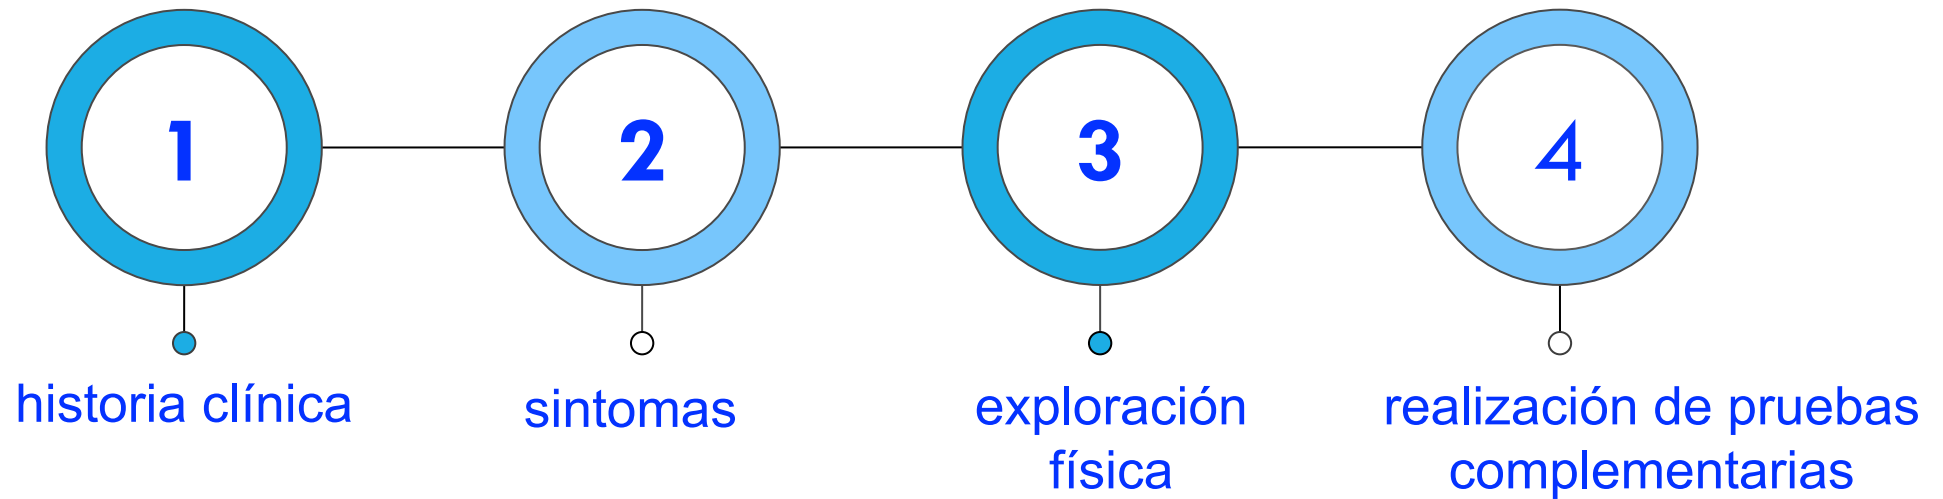 1
2
3
4
historia clínica
sintomas
exploración
física
realización de pruebas
complementarias